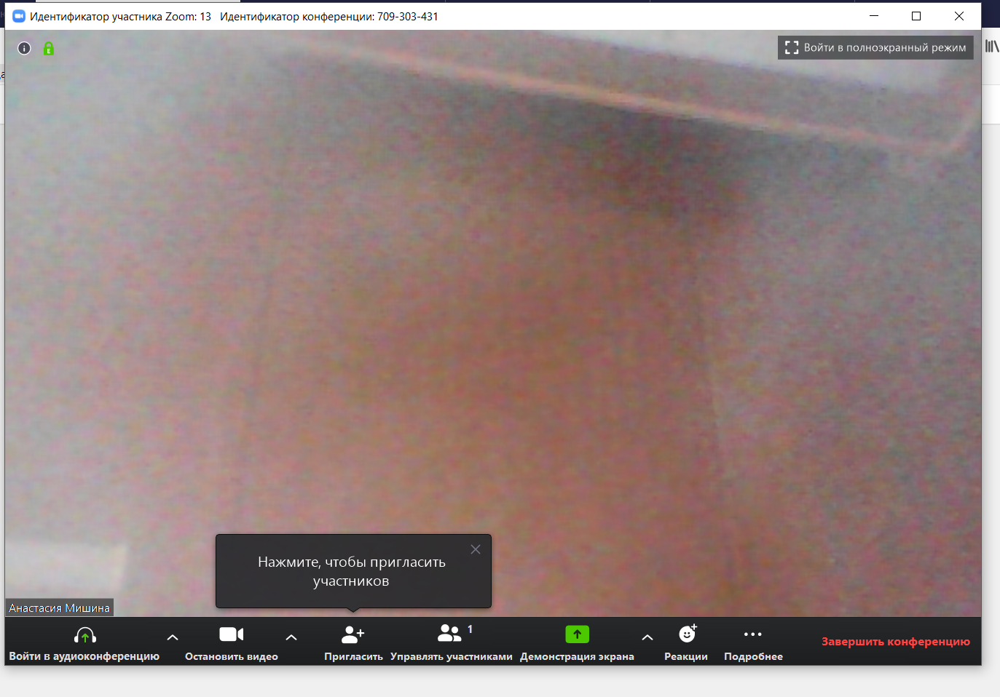 Идентификатор участника Zoom: 13 Идентификатор конференции: 709-303-431
Войти в полноэкранный режим
Нажмите, чтобы пригласить
участников
Анастасия Мишина
1
Войти в аудиоконференцию Остановить видео Пригласить Управлять участниками Демонстрация экрана Реакции Подробнее Завершить конференцию